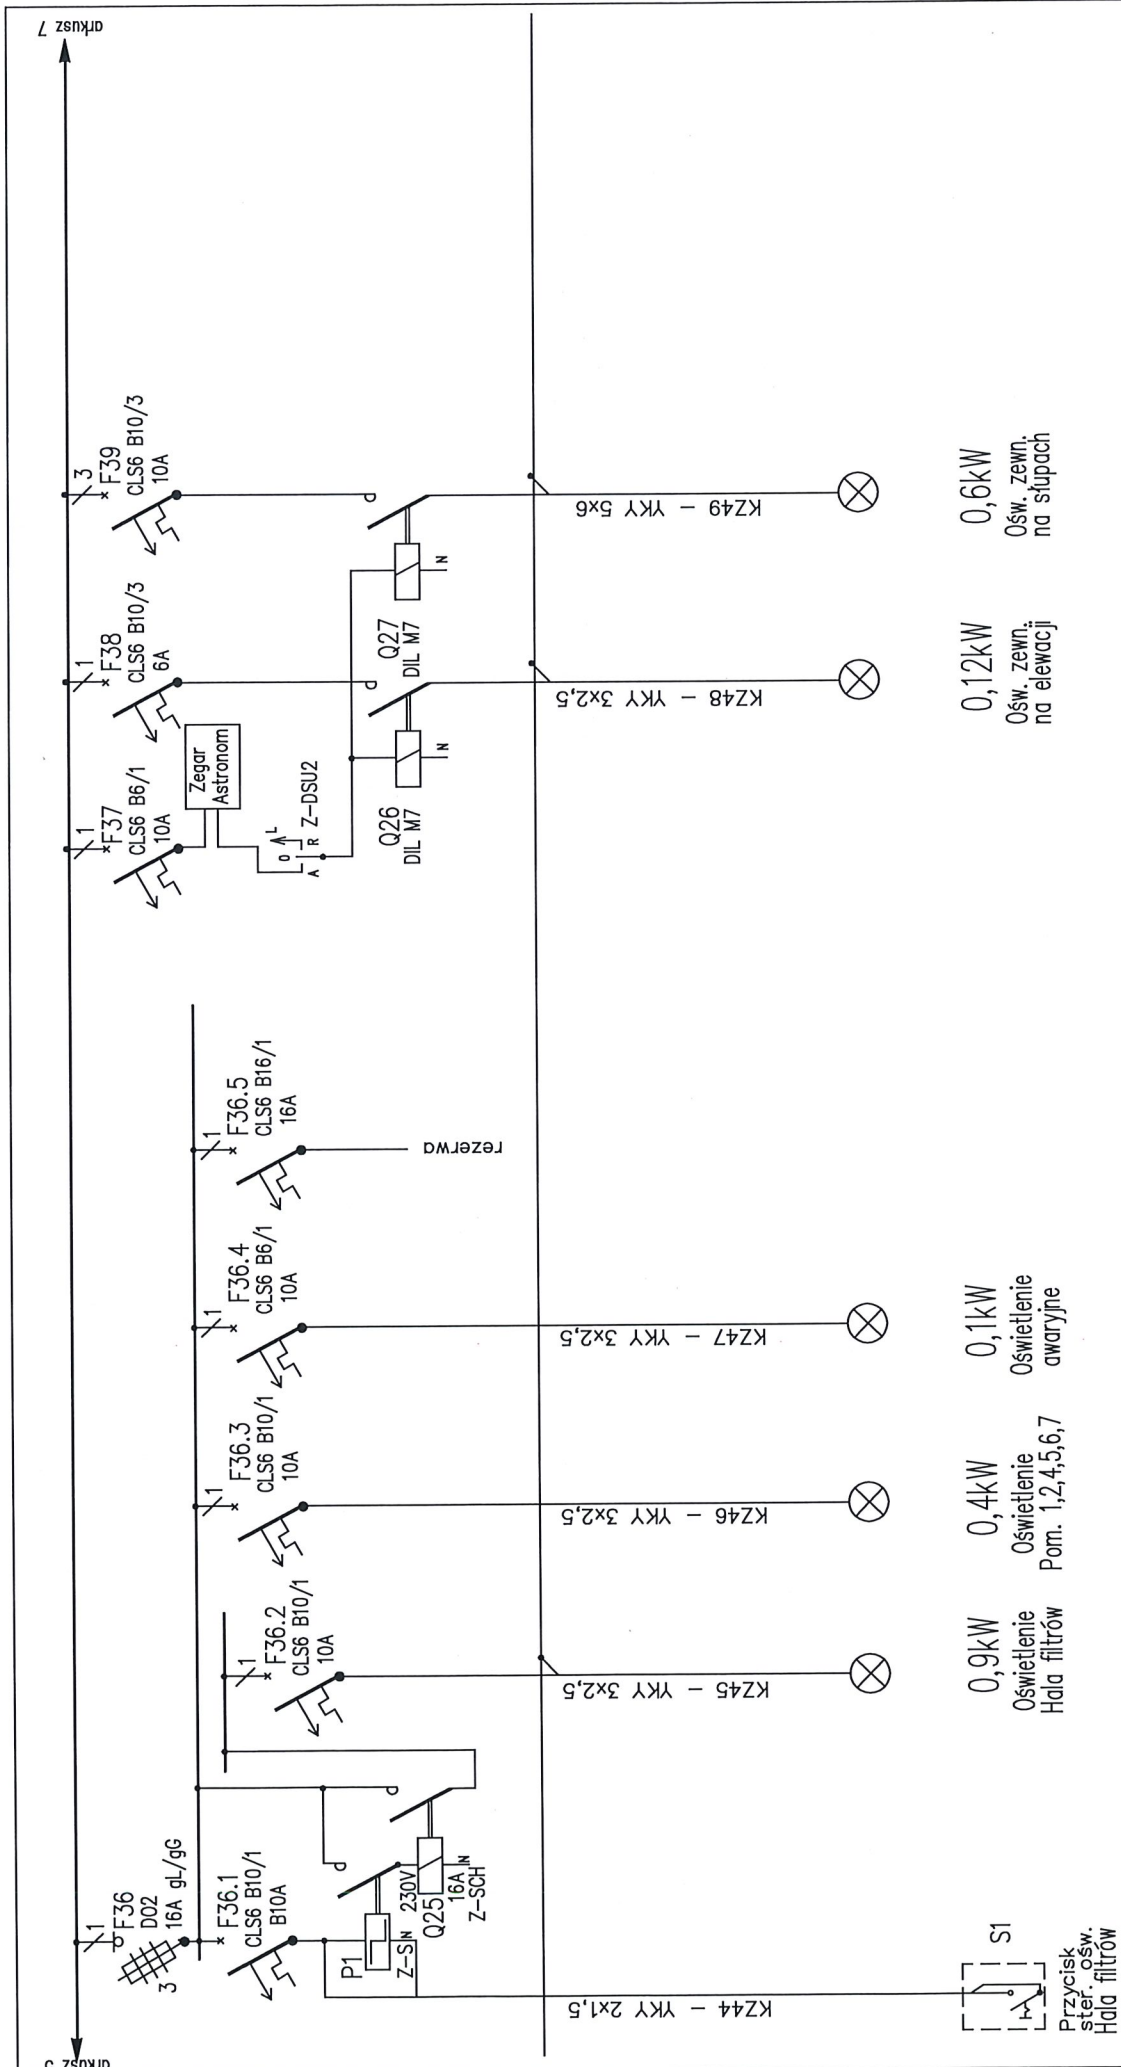 arkusz 5
arkusz 7
1
F36
D02
16A gL/gG
3
F36.1
CLS6 B10/1
B10A
P1
Z-S
N
230V
Q25
16A
N
Z-SCH
KZ44 – YKY 2x1,5
S1
Przycisk
ster. ośw.
Hala filtrów
1
F36.2
CLS6 B10/1
10A
KZ45 – YKY 3x2,5
0,9kW
Oświetlenie
Hala filtrów
1
F36.3
CLS6 B10/1
10A
KZ46 – YKY 3x2,5
0,4kW
Oświetlenie
Pom. 1,2,4,5,6,7
1
F36.4
CLS6 B6/1
10A
KZ47 – YKY 3x2,5
0,1kW
Oświetlenie
awaryjne
1
F36.5
CLS6 B16/1
16A
rezerwa
1
F37
CLS6 B6/1
10A
Zegar
Astronom
L
A 0 R
Z-DSU2
1
F38
CLS6 B10/3
6A
Q26
DIL M7
N
KZ48 – YKY 3x2,5
0,12kW
Ośw. zewn.
na elewacji
3
F39
CLS6 B10/3
10A
Q27
DIL M7
N
KZ49 – YKY 5x6
0,6kW
Ośw. zewn.
na słupach